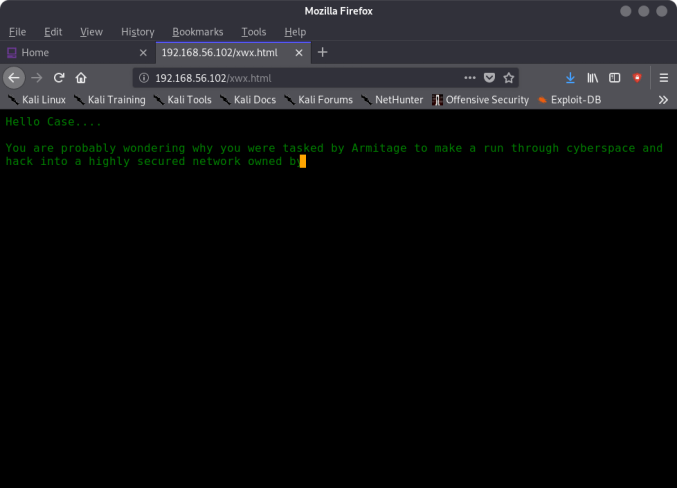 Mozilla Firefox
File Edit View History Bookmarks Tools Help
Home 192.168.56.102/xwx.html
192.168.56.102/xwx.html
Kali Linux Kali Training Kali Tools Kali Docs Kali Forums NetHunter Offensive Security Exploit-DB
Hello Case....
You are probably wondering why you were tasked by Armitage to make a run through cyberspace and
hack into a highly secured network owned by